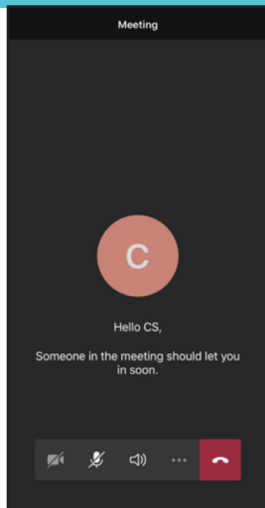 Meeting
C
Hello CS,
Someone in the meeting should let you
in soon.